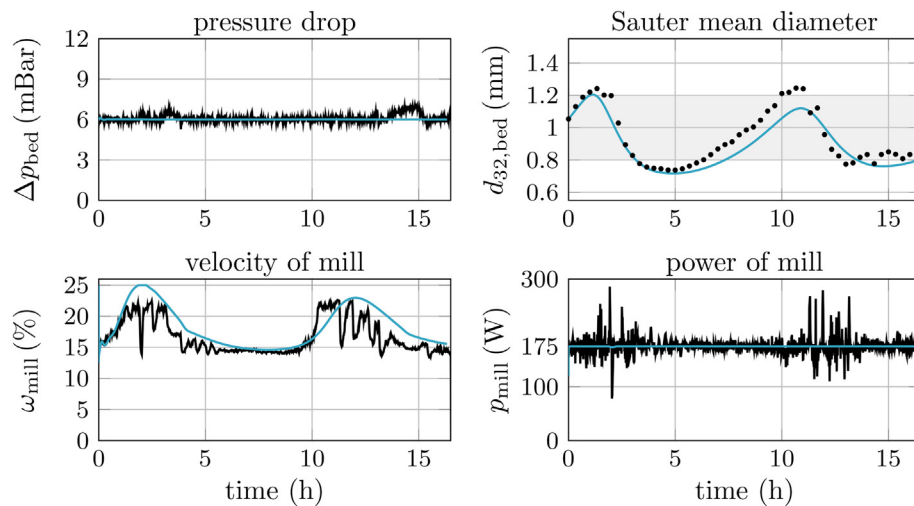 pressure drop
Δp_bed (mBar)
12
9
6
3
0
0 5 10 15
Sauter mean diameter
d_32,bed (mm)
1.4
1.2
1.0
0.8
0.6
0 5 10 15
time (h)
velocity of mill
ω_mill (%)
25
20
15
10
5
0
0 5 10 15
time (h)
power of mill
p_mill (W)
300
175
100
0
0 5 10 15
time (h)